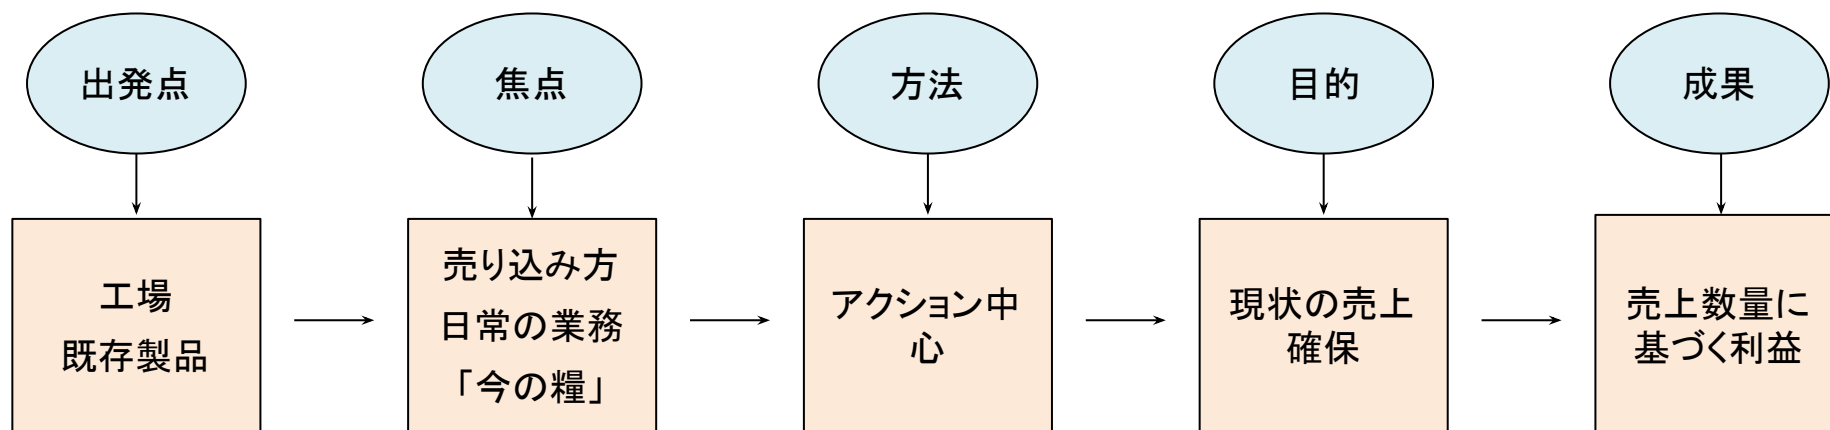 出発点
焦点
方法
目的
成果
工場
既存製品
売り込み方
日常の業務
「今の糧」
アクション中
心
現状の売上
確保
売上数量に
基づく利益